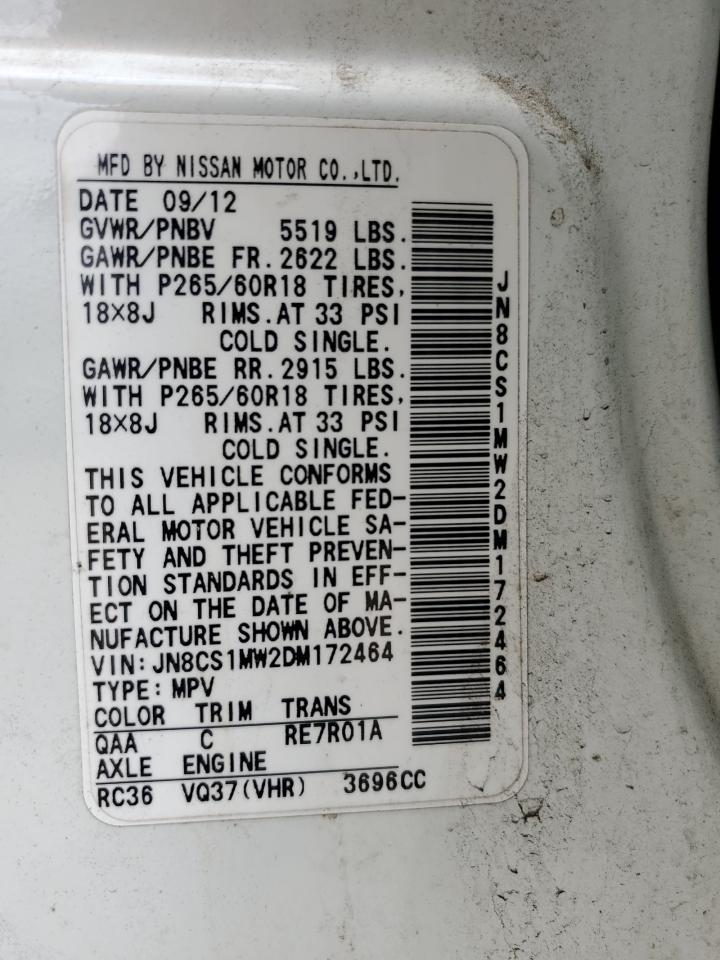 MFD BY NISSAN MOTOR CO.,LTD.
DATE 09/12
GVWR/PNBV 5519 LBS.
GAWR/PNBE FR. 2622 LBS.
WITH P265/60R18 TIRES,
18×8J RIMS. AT 33 PSI
COLD SINGLE.
GAWR/PNBE RR. 2915 LBS.
WITH P265/60R18 TIRES,
18×8J RIMS. AT 33 PSI
COLD SINGLE.
THIS VEHICLE CONFORMS
TO ALL APPLICABLE FED-
ERAL MOTOR VEHICLE SA-
FETY AND THEFT PREVEN-
TION STANDARDS IN EFF-
ECT ON THE DATE OF MA-
NUFACTURE SHOWN ABOVE.
VIN:JN8CS1MW2DM172464
TYPE:MPV
COLOR TRIM TRANS
QAA C RE7R01A
AXLE ENGINE
RC36 VQ37(VHR) 3696CC
JN8CS1MW2DM172464